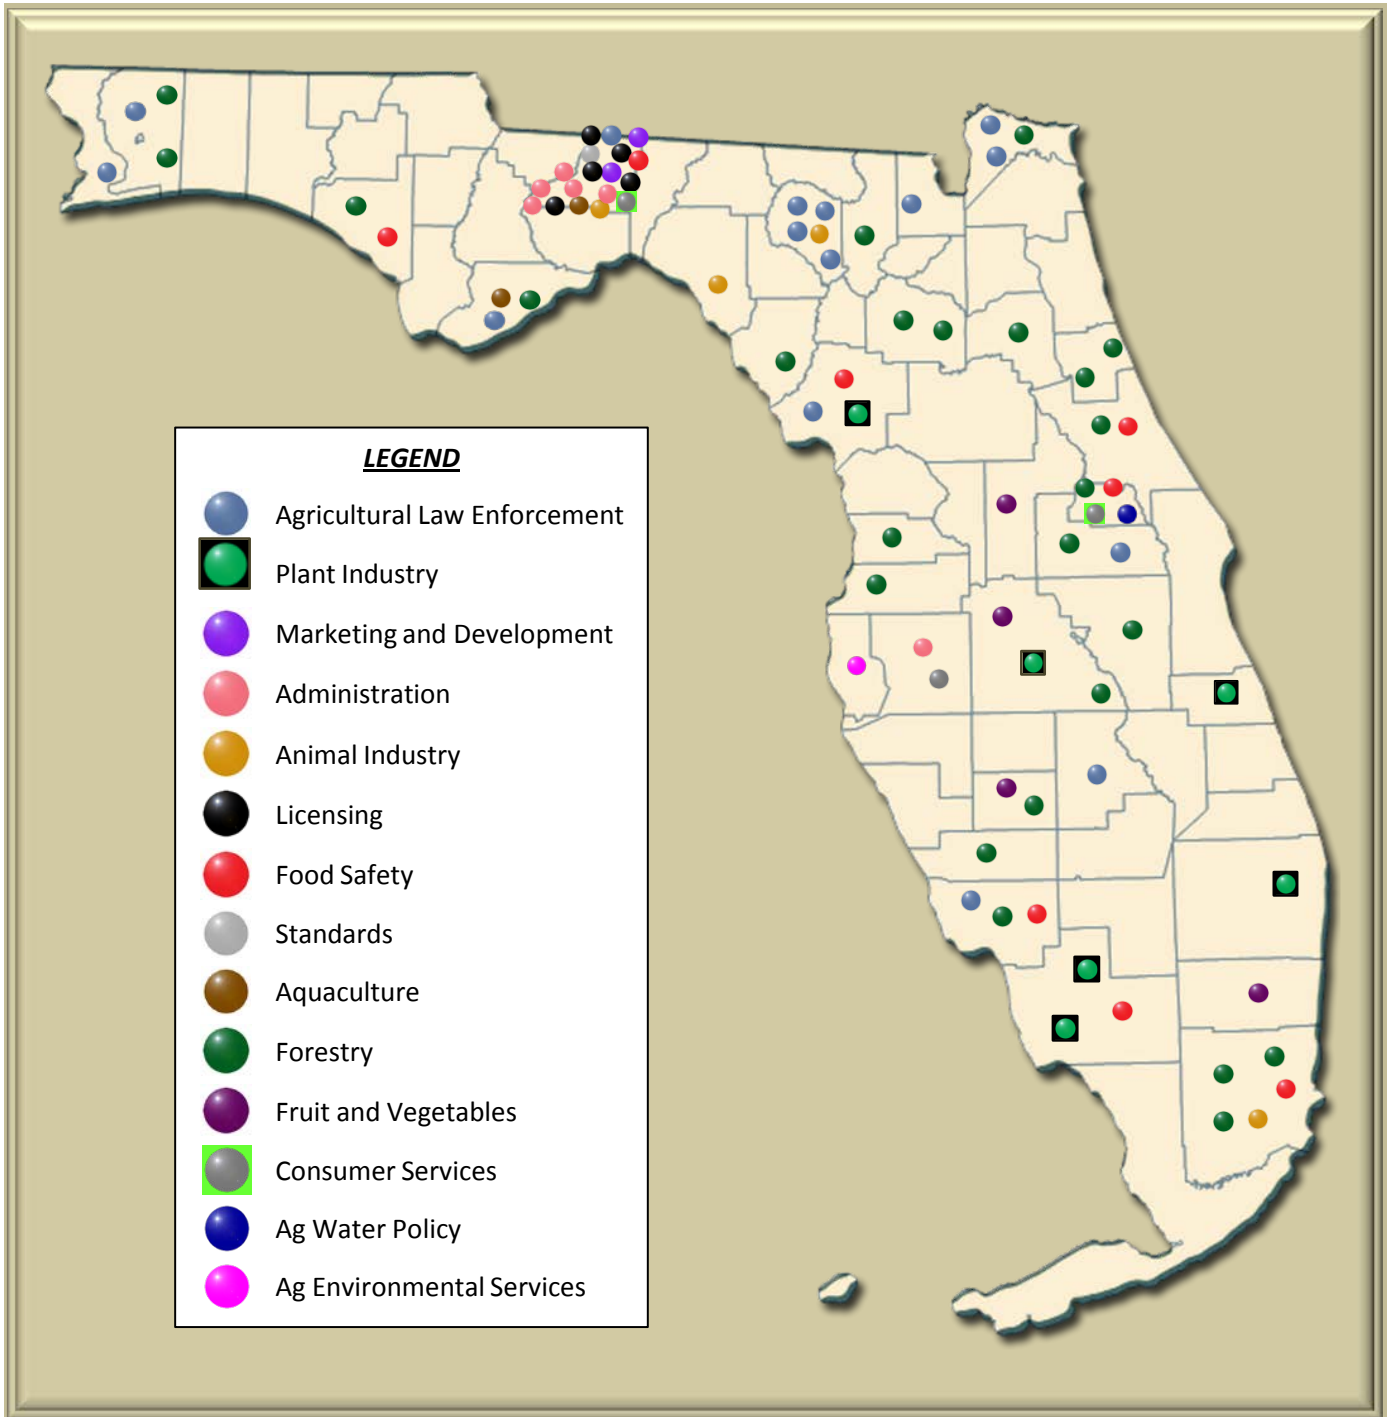 LEGEND
Agricultural Law Enforcement
Plant Industry
Marketing and Development
Administration
Animal Industry
Licensing
Food Safety
Standards
Aquaculture
Forestry
Fruit and Vegetables
Consumer Services
Ag Water Policy
Ag Environmental Services